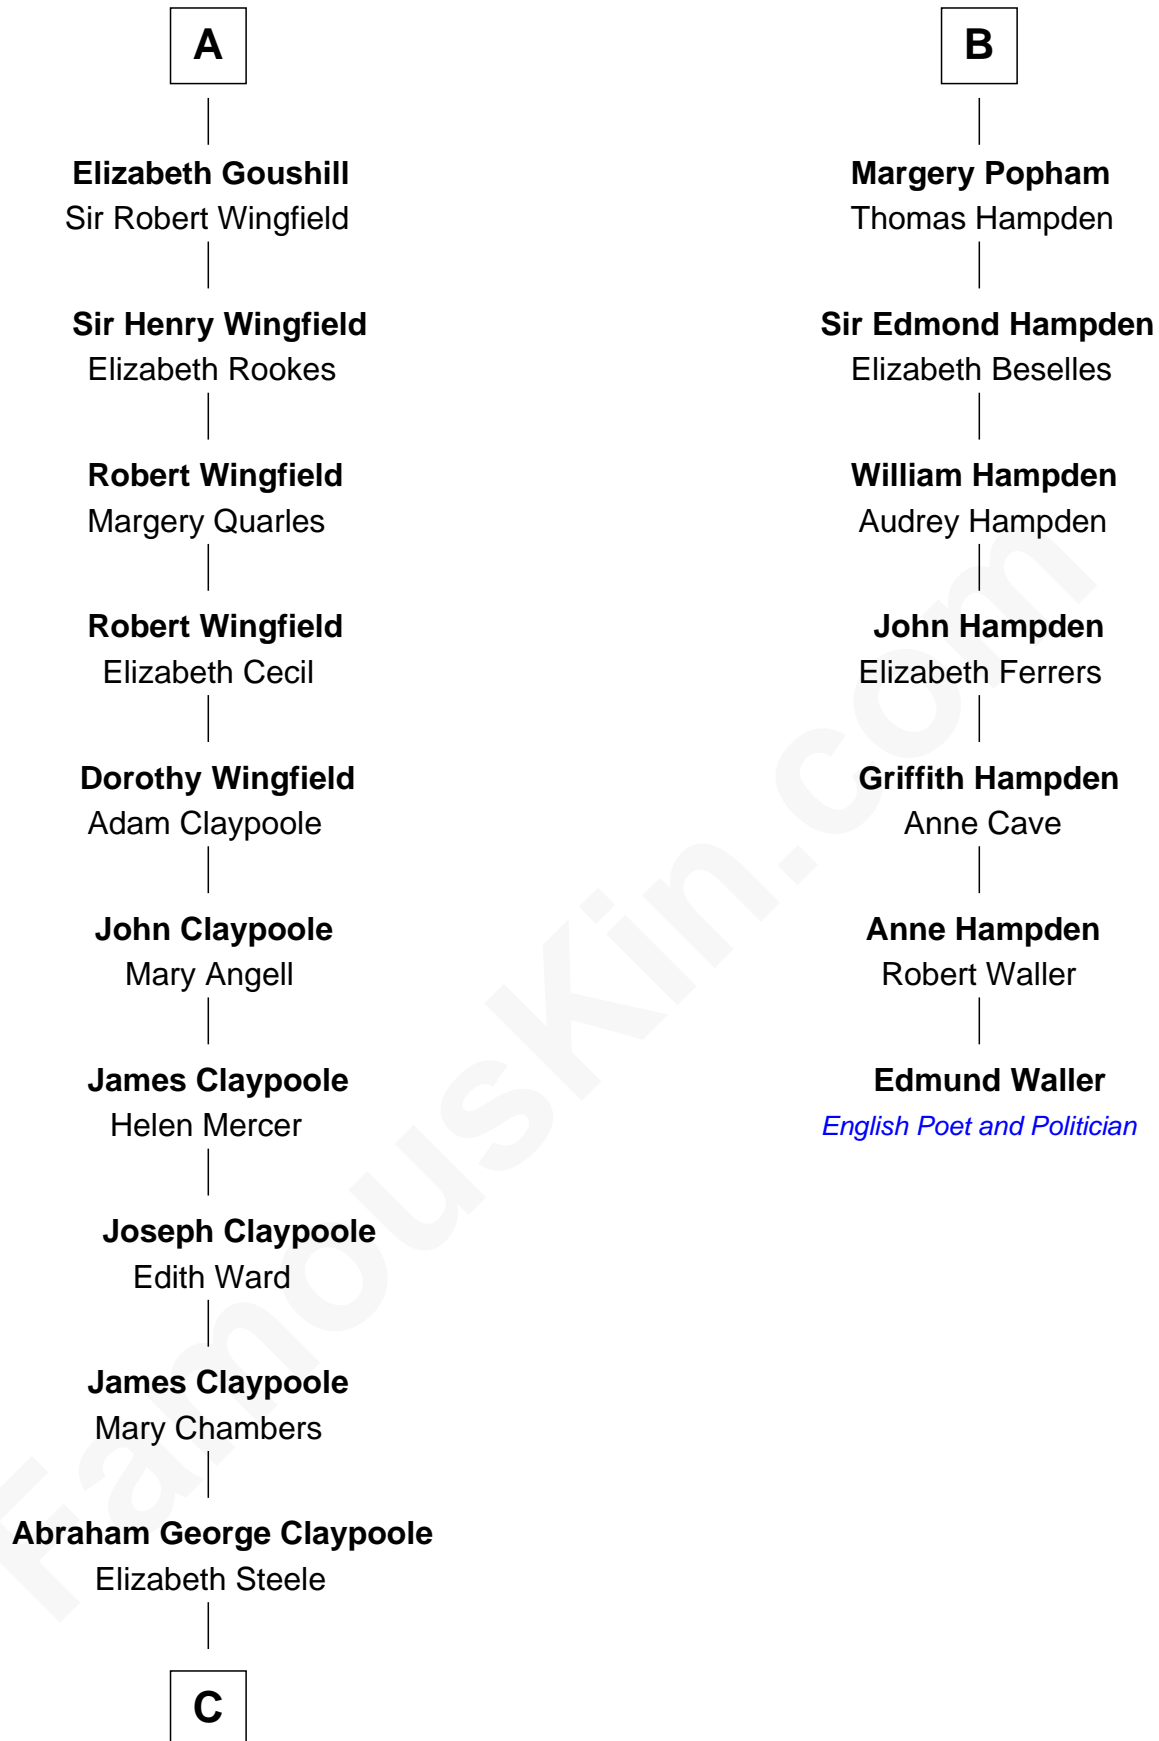 A
Elizabeth Goushill
Sir Robert Wingfield
Sir Henry Wingfield
Elizabeth Rookes
Robert Wingfield
Margery Quarles
Robert Wingfield
Elizabeth Cecil
Dorothy Wingfield
Adam Claypoole
John Claypoole
Mary Angell
James Claypoole
Helen Mercer
Joseph Claypoole
Edith Ward
James Claypoole
Mary Chambers
Abraham George Claypoole
Elizabeth Steele
C
B
Margery Popham
Thomas Hampden
Sir Edmond Hampden
Elizabeth Beselles
William Hampden
Audrey Hampden
John Hampden
Elizabeth Ferrers
Griffith Hampden
Anne Cave
Anne Hampden
Robert Waller
Edmund Waller
English Poet and Politician
FamousKin.com